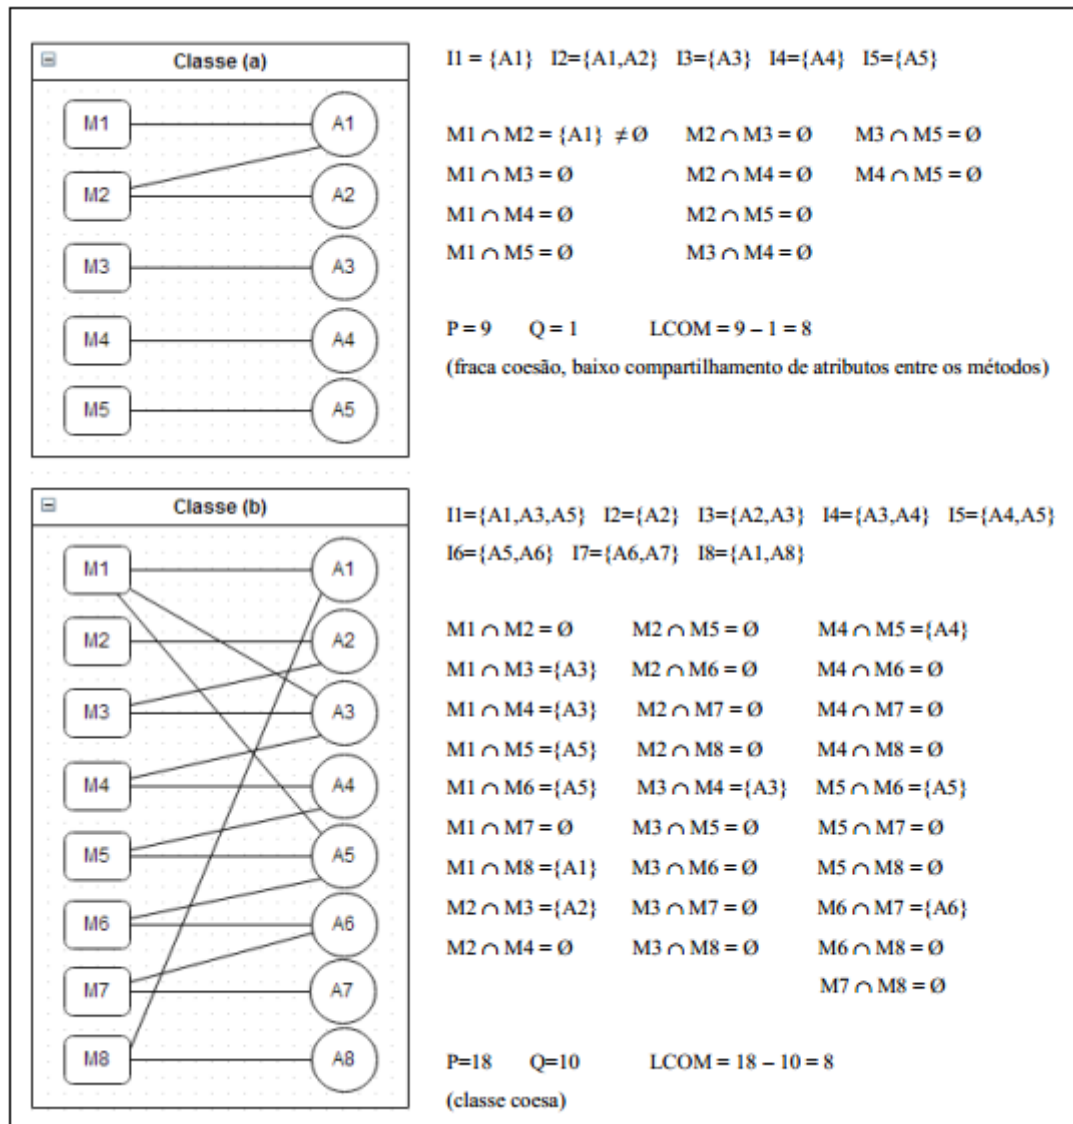 Classe (a)
M1 A1
M2 A2
M3 A3
M4 A4
M5 A5
I1 = {A1} I2={A1,A2} I3={A3} I4={A4} I5={A5}
M1 ∩ M2 = {A1} ≠ Ø M2 ∩ M3 = Ø M3 ∩ M5 = Ø
M1 ∩ M3 = Ø M2 ∩ M4 = Ø M4 ∩ M5 = Ø
M1 ∩ M4 = Ø M2 ∩ M5 = Ø
M1 ∩ M5 = Ø M3 ∩ M4 = Ø
P = 9 Q = 1 LCOM = 9 – 1 = 8
(fraca coesão, baixo compartilhamento de atributos entre os métodos)
Classe (b)
M1 A1
M2 A2
M3 A3
M4 A4
M5 A5
M6 A6
M7 A7
M8 A8
I1={A1,A3,A5} I2={A2} I3={A2,A3} I4={A3,A4} I5={A4,A5}
I6={A5,A6} I7={A6,A7} I8={A1,A8}
M1 ∩ M2 = Ø M2 ∩ M5 = Ø M4 ∩ M5 ={A4}
M1 ∩ M3 ={A3} M2 ∩ M6 = Ø M4 ∩ M6 = Ø
M1 ∩ M4 ={A3} M2 ∩ M7 = Ø M4 ∩ M7 = Ø
M1 ∩ M5 ={A5} M2 ∩ M8 = Ø M4 ∩ M8 = Ø
M1 ∩ M6 ={A5} M3 ∩ M4 ={A3} M5 ∩ M6 ={A5}
M1 ∩ M7 = Ø M3 ∩ M5 = Ø M5 ∩ M7 = Ø
M1 ∩ M8 ={A1} M3 ∩ M6 = Ø M5 ∩ M8 = Ø
M2 ∩ M3 ={A2} M3 ∩ M7 = Ø M6 ∩ M7 ={A6}
M2 ∩ M4 = Ø M3 ∩ M8 = Ø M6 ∩ M8 = Ø
M7 ∩ M8 = Ø
P=18 Q=10 LCOM = 18 – 10 = 8
(classe coesa)